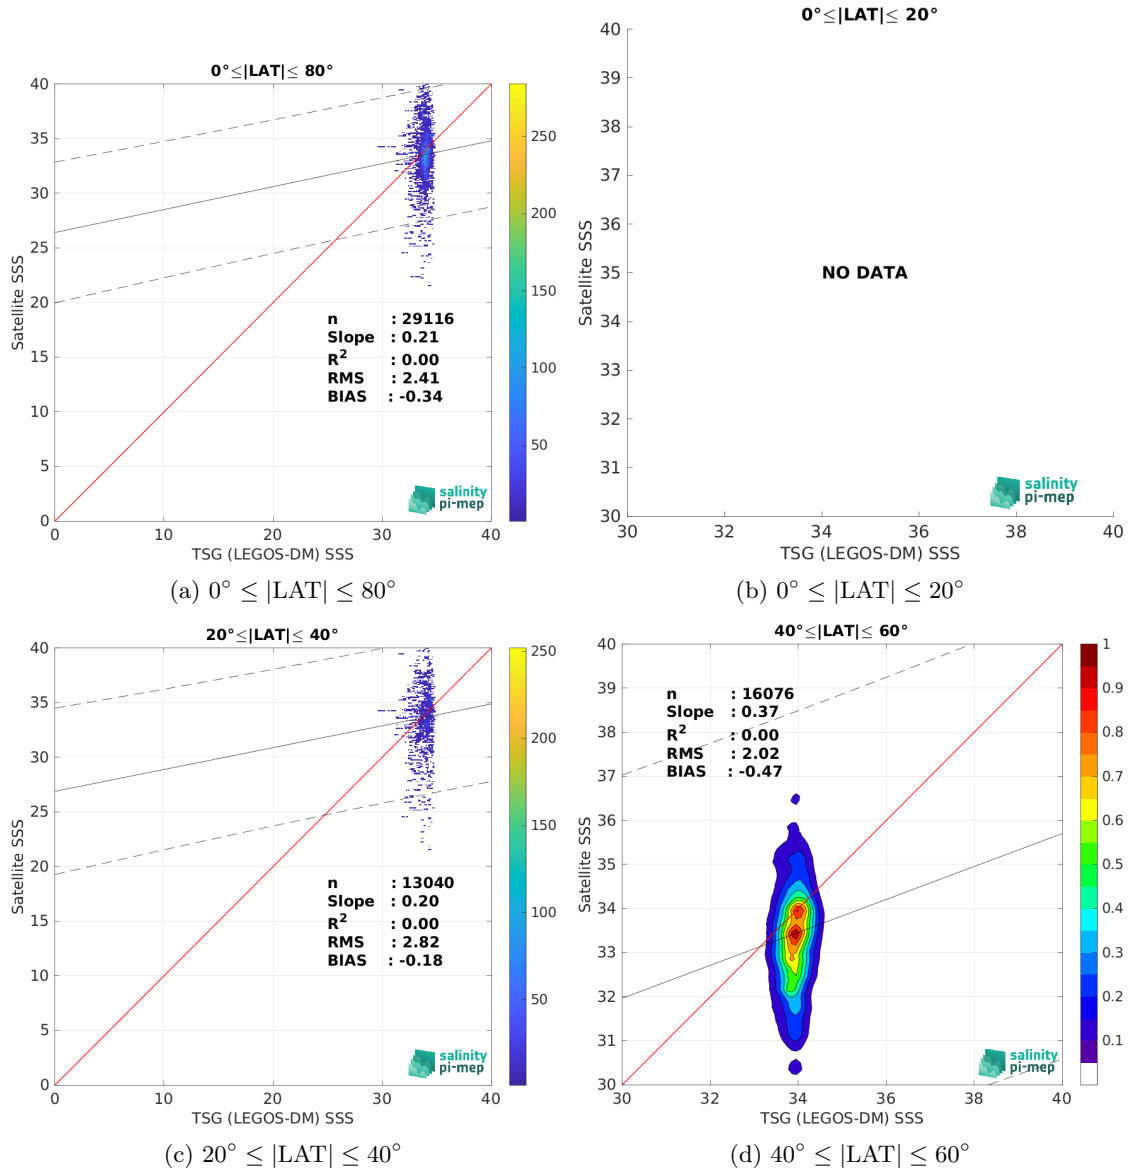 0°≤|LAT|≤ 80°
40
35
30
25
20
15
10
5
0
0
10
20
30
40
Satellite SSS
TSG (LEGOS-DM) SSS
n : 29116
Slope : 0.21
R² : 0.00
RMS : 2.41
BIAS : -0.34
salinity
pi-mep
250
200
150
100
50
(a) 0° ≤ |LAT| ≤ 80°
0°≤|LAT|≤ 20°
40
39
38
37
36
35
34
33
32
31
30
30
32
34
36
38
40
Satellite SSS
TSG (LEGOS-DM) SSS
NO DATA
salinity
pi-mep
(b) 0° ≤ |LAT| ≤ 20°
20°≤|LAT|≤ 40°
40
35
30
25
20
15
10
5
0
0
10
20
30
40
Satellite SSS
TSG (LEGOS-DM) SSS
n : 13040
Slope : 0.20
R² : 0.00
RMS : 2.82
BIAS : -0.18
salinity
pi-mep
250
200
150
100
50
(c) 20° ≤ |LAT| ≤ 40°
40°≤|LAT|≤ 60°
40
39
38
37
36
35
34
33
32
31
30
30
32
34
36
38
40
Satellite SSS
TSG (LEGOS-DM) SSS
n : 16076
Slope : 0.37
R² : 0.00
RMS : 2.02
BIAS : -0.47
salinity
pi-mep
1
0.9
0.8
0.7
0.6
0.5
0.4
0.3
0.2
0.1
(d) 40° ≤ |LAT| ≤ 60°